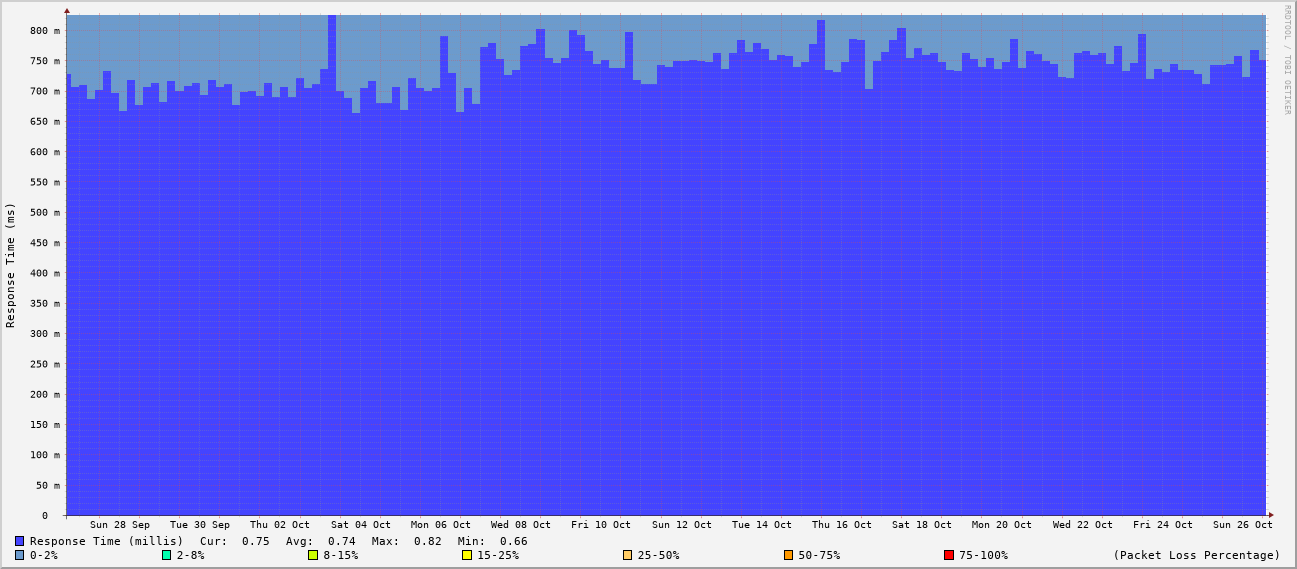 800 m
750 m
700 m
650 m
600 m
550 m
500 m
450 m
400 m
350 m
300 m
250 m
200 m
150 m
100 m
50 m
0
Response Time (ms)
RRDTOOL / TOBI OETIKER
Sun 28 Sep Tue 30 Sep Thu 02 Oct Sat 04 Oct Mon 06 Oct Wed 08 Oct Fri 10 Oct Sun 12 Oct Tue 14 Oct Thu 16 Oct Sat 18 Oct Mon 20 Oct Wed 22 Oct Fri 24 Oct Sun 26 Oct
Response Time (millis) Cur: 0.75 Avg: 0.74 Max: 0.82 Min: 0.66
0-2% 2-8% 8-15% 15-25% 25-50% 50-75% 75-100% (Packet Loss Percentage)